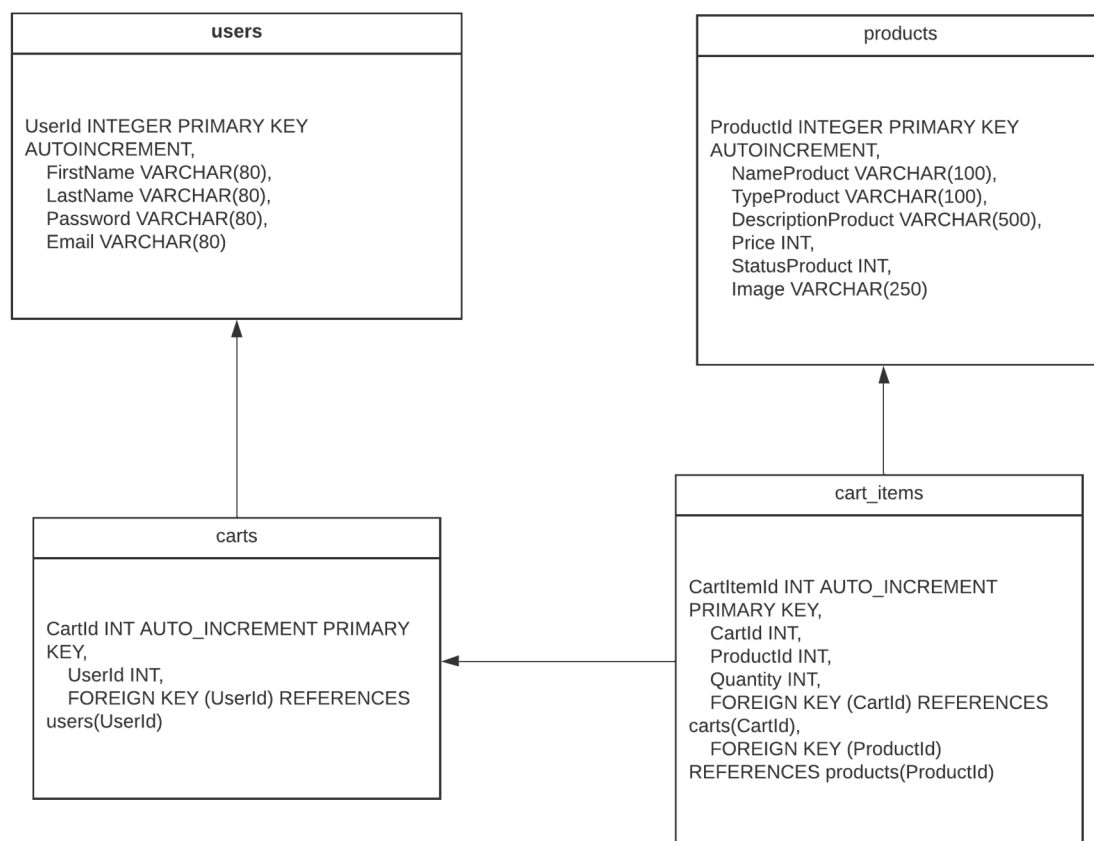 users
UserId INTEGER PRIMARY KEY
AUTOINCREMENT,
FirstName VARCHAR(80),
LastName VARCHAR(80),
Password VARCHAR(80),
Email VARCHAR(80)
products
ProductId INTEGER PRIMARY KEY
AUTOINCREMENT,
NameProduct VARCHAR(100),
TypeProduct VARCHAR(100),
DescriptionProduct VARCHAR(500),
Price INT,
StatusProduct INT,
Image VARCHAR(250)
carts
CartId INT AUTO_INCREMENT PRIMARY
KEY,
UserId INT,
FOREIGN KEY (UserId) REFERENCES
users(UserId)
cart_items
CartItemId INT AUTO_INCREMENT
PRIMARY KEY,
CartId INT,
ProductId INT,
Quantity INT,
FOREIGN KEY (CartId) REFERENCES
carts(CartId),
FOREIGN KEY (ProductId)
REFERENCES products(ProductId)